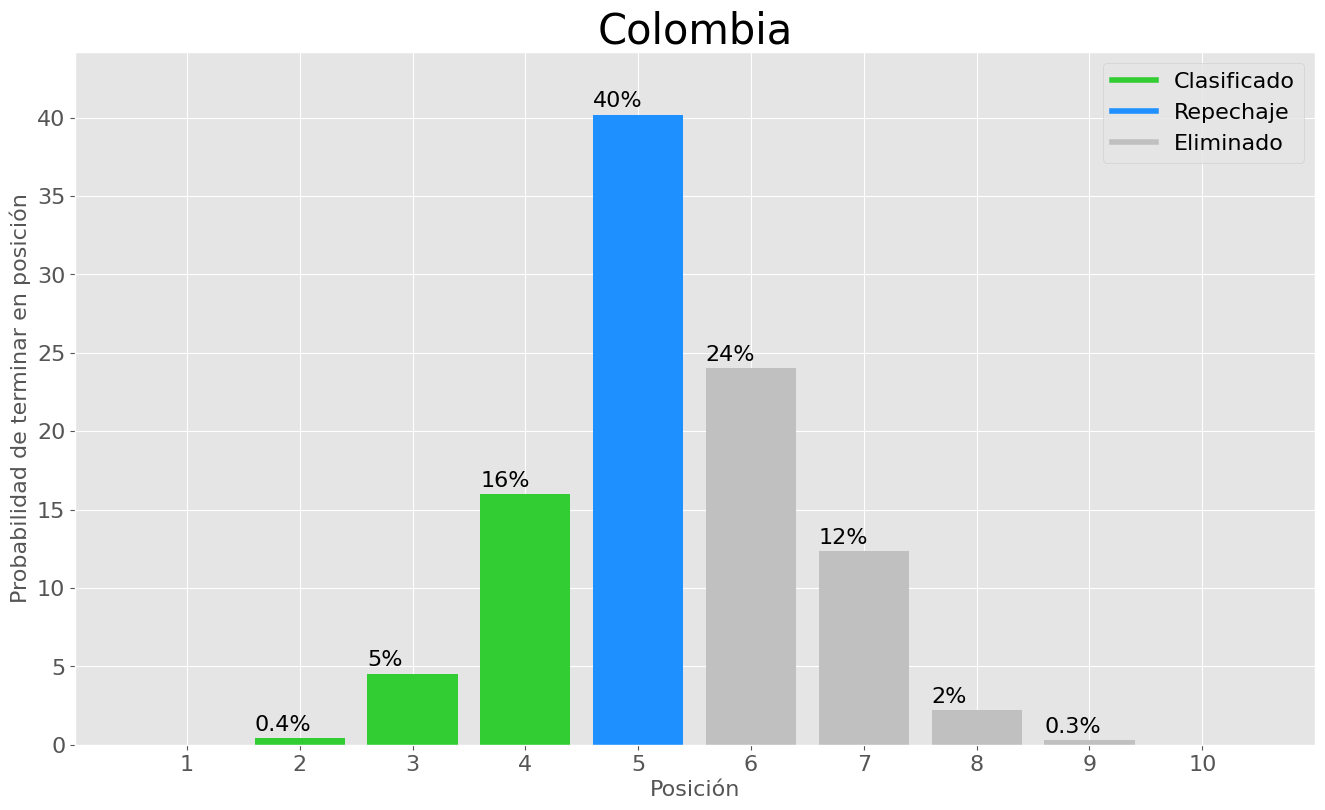 Colombia
Clasificado
Repechaje
Eliminado
Probabilidad de terminar en posición
40
35
30
25
20
15
10
5
0
0.4%
5%
16%
40%
24%
12%
2%
0.3%
1 2 3 4 5 6 7 8 9 10
Posición